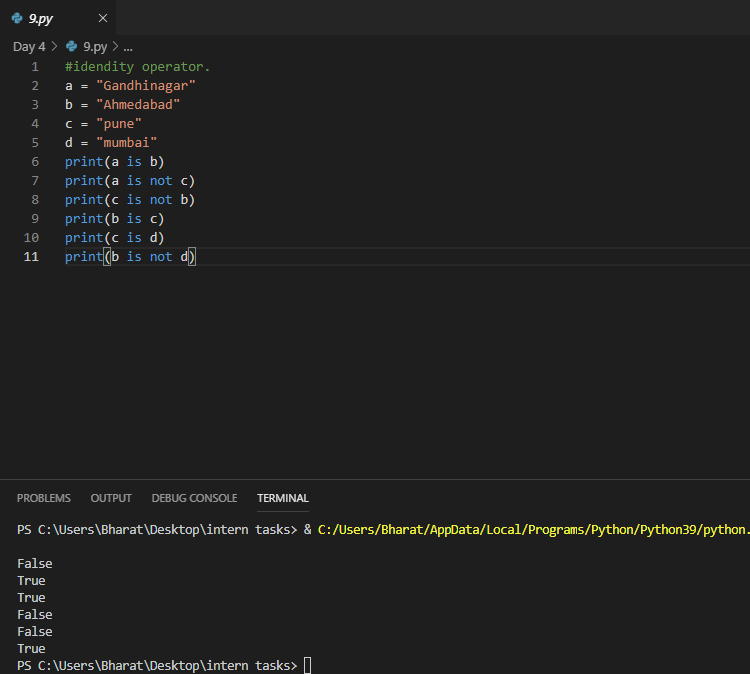 9.py ×
Day 4 > 9.py > ...
1 #idendity operator.
2 a = "Gandhinagar"
3 b = "Ahmedabad"
4 c = "pune"
5 d = "mumbai"
6 print(a is b)
7 print(a is not c)
8 print(c is not b)
9 print(b is c)
10 print(c is d)
11 print(b is not d)
PROBLEMS OUTPUT DEBUG CONSOLE TERMINAL
PS C:\Users\Bharat\Desktop\intern tasks> & C:/Users/Bharat/AppData/Local/Programs/Python/Python39/python.
False
True
True
False
False
True
PS C:\Users\Bharat\Desktop\intern tasks>